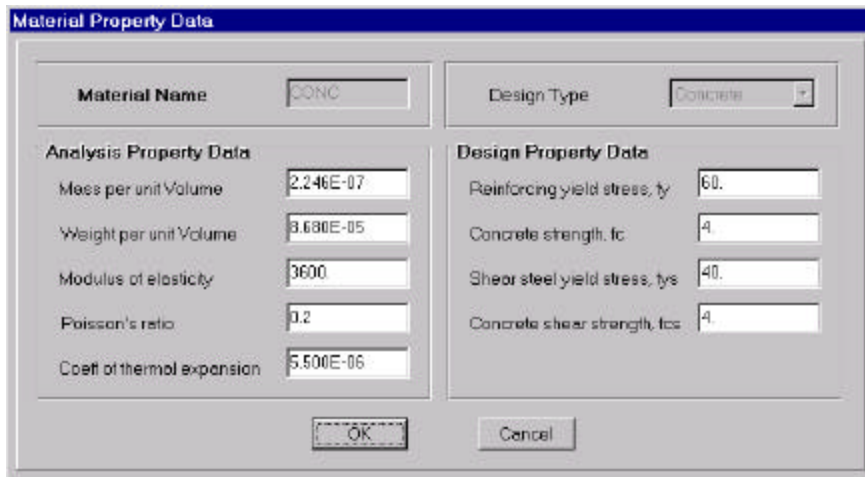 Material Property Data
Material Name
CONC
Design Type
Concrete
Analysis Property Data
Mass per unit Volume 2.246E-07
Weight per unit Volume 8.680E-05
Modulus of elasticity 3600.
Poisson's ratio 0.2
Coeff of thermal expansion 5.500E-06
Design Property Data
Reinforcing yield stress, fy 60.
Concrete strength, fc 4.
Shear steel yield stress, fys 40.
Concrete shear strength, fcs 4.
OK
Cancel